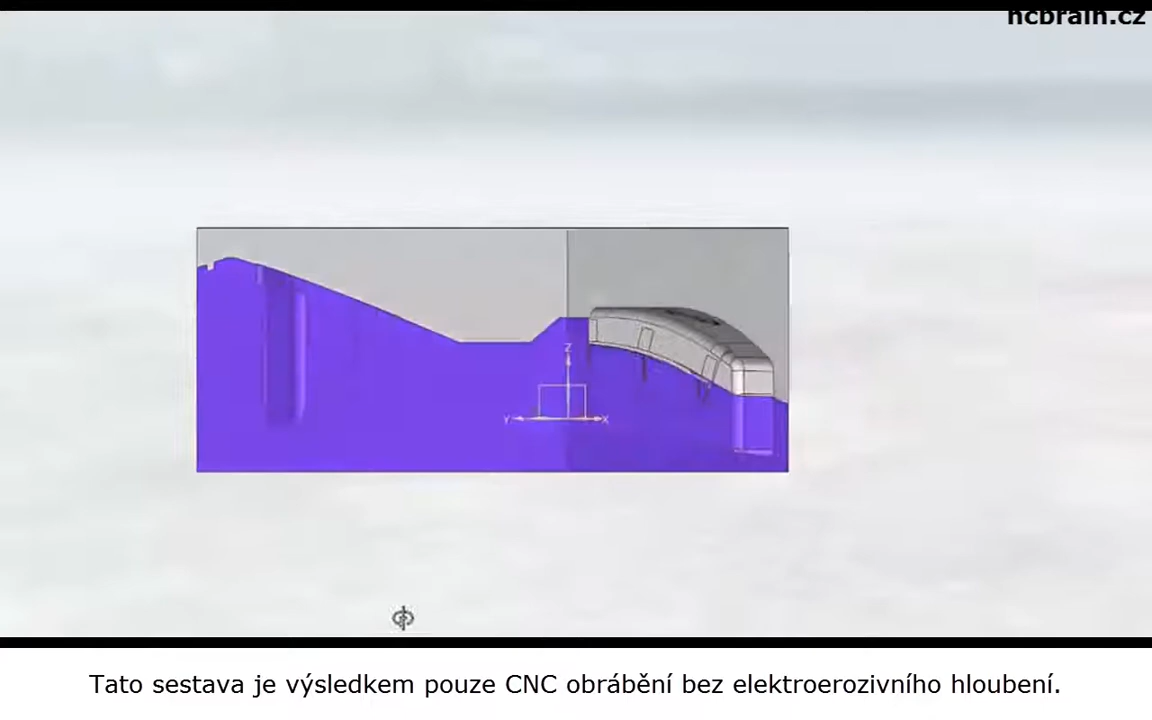 ncbrain.cz
Z
Y
X
Tato sestava je výsledkem pouze CNC obrábění bez elektroerozivního hloubení.